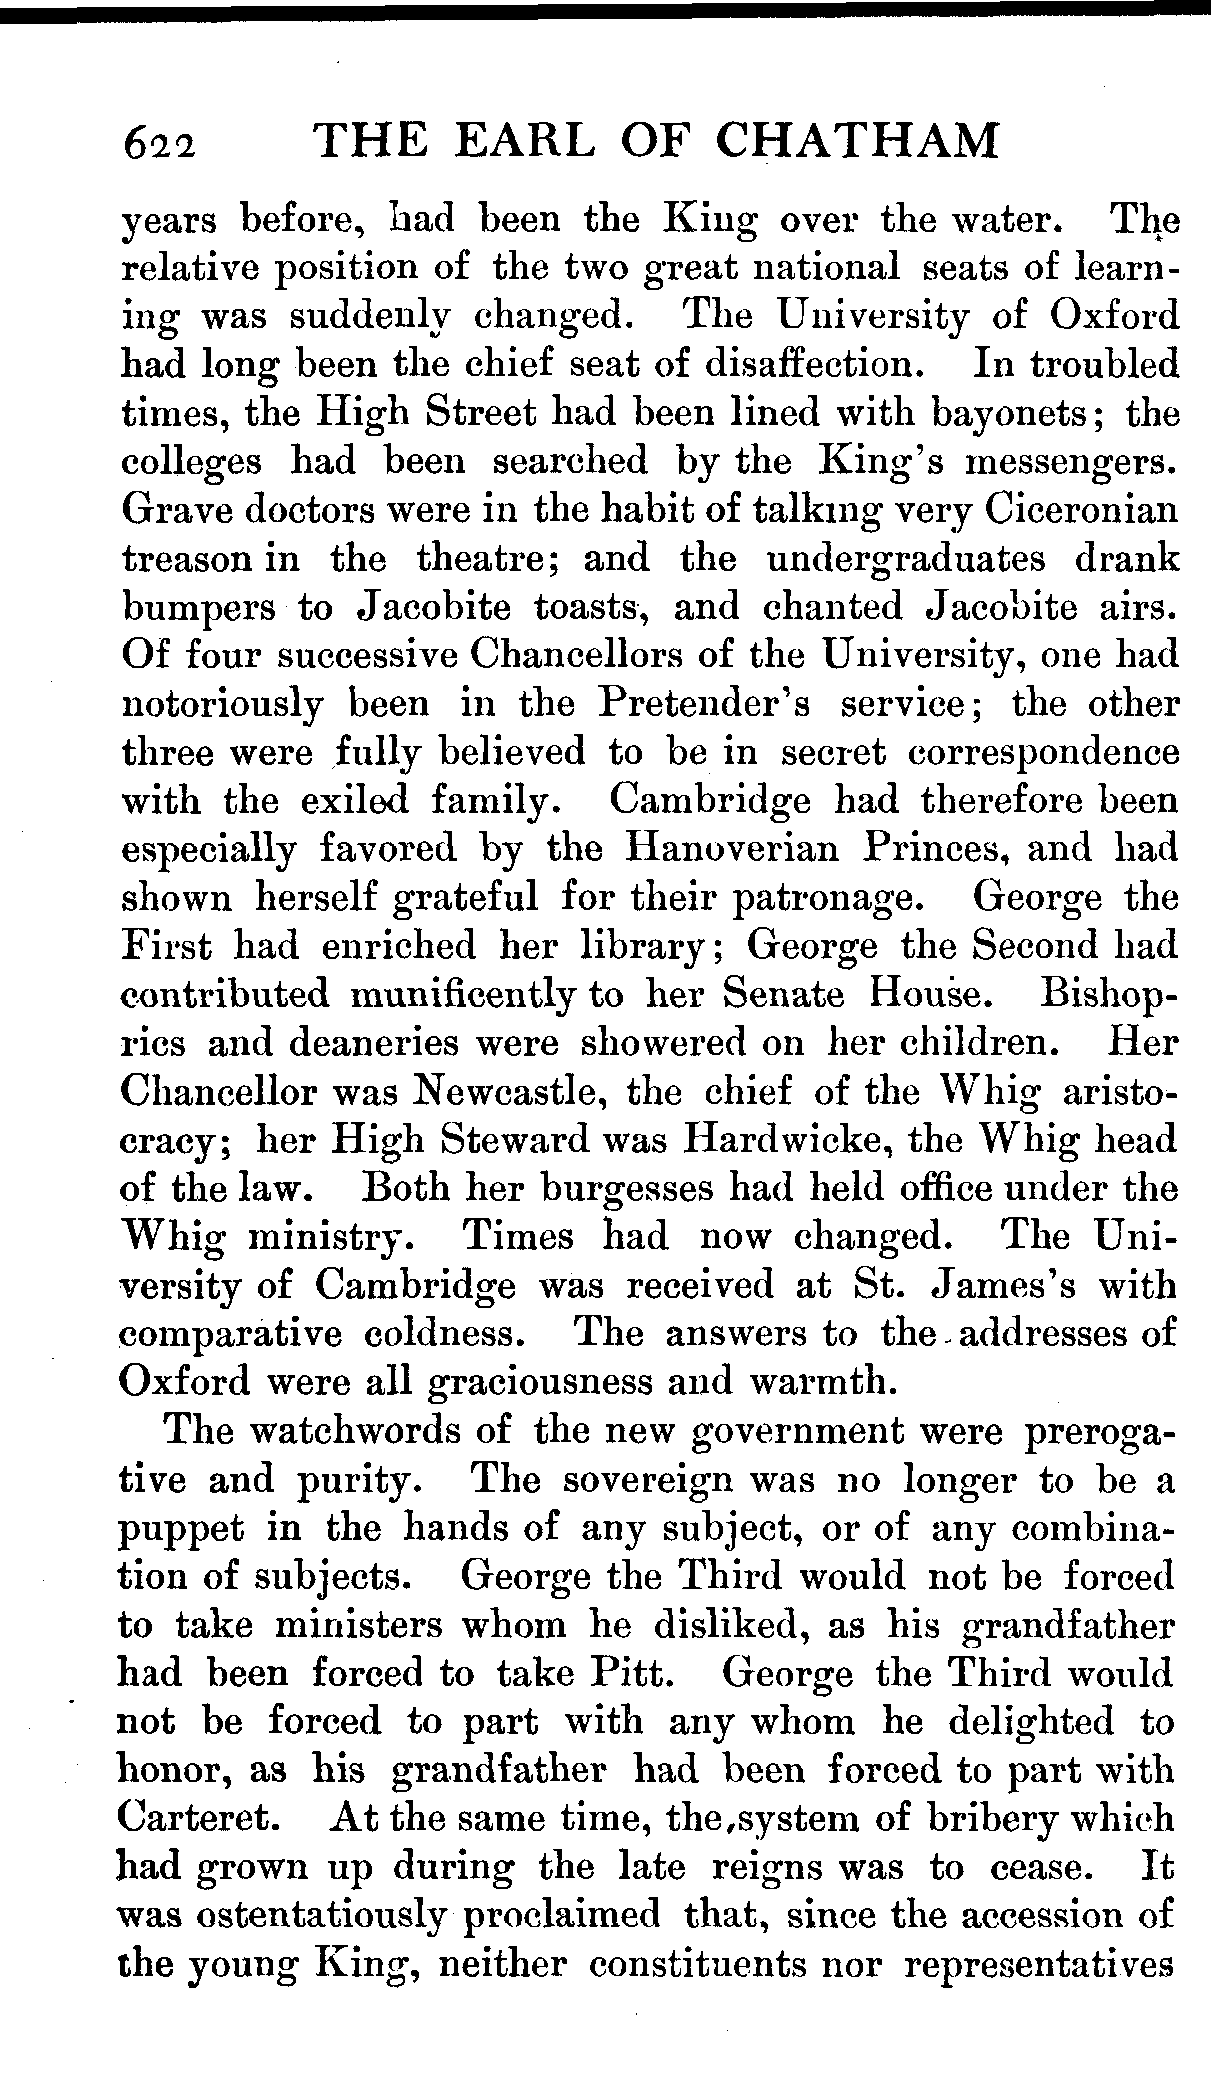 622 THE EARL OF CHATHAM
years before, had been the King over the water. The
relative position of the two great national seats of learn-
ing was suddenly changed. The University of Oxford
had long been the chief seat of disaffection. In troubled
times, the High Street had been lined with bayonets; the
colleges had been searched by the King's messengers.
Grave doctors were in the habit of talking very Ciceronian
treason in the theatre; and the undergraduates drank
bumpers to Jacobite toasts, and chanted Jacobite airs.
Of four successive Chancellors of the University, one had
notoriously been in the Pretender's service; the other
three were fully believed to be in secret correspondence
with the exiled family. Cambridge had therefore been
especially favored by the Hanoverian Princes, and had
shown herself grateful for their patronage. George the
First had enriched her library; George the Second had
contributed munificently to her Senate House. Bishop-
rics and deaneries were showered on her children. Her
Chancellor was Newcastle, the chief of the Whig aristo-
cracy; her High Steward was Hardwicke, the Whig head
of the law. Both her burgesses had held office under the
Whig ministry. Times had now changed. The Uni-
versity of Cambridge was received at St. James's with
comparative coldness. The answers to the addresses of
Oxford were all graciousness and warmth.
The watchwords of the new government were preroga-
tive and purity. The sovereign was no longer to be a
puppet in the hands of any subject, or of any combina-
tion of subjects. George the Third would not be forced
to take ministers whom he disliked, as his grandfather
had been forced to take Pitt. George the Third would
not be forced to part with any whom he delighted to
honor, as his grandfather had been forced to part with
Carteret. At the same time, the system of bribery which
had grown up during the late reigns was to cease. It
was ostentatiously proclaimed that, since the accession of
the young King, neither constituents nor representatives